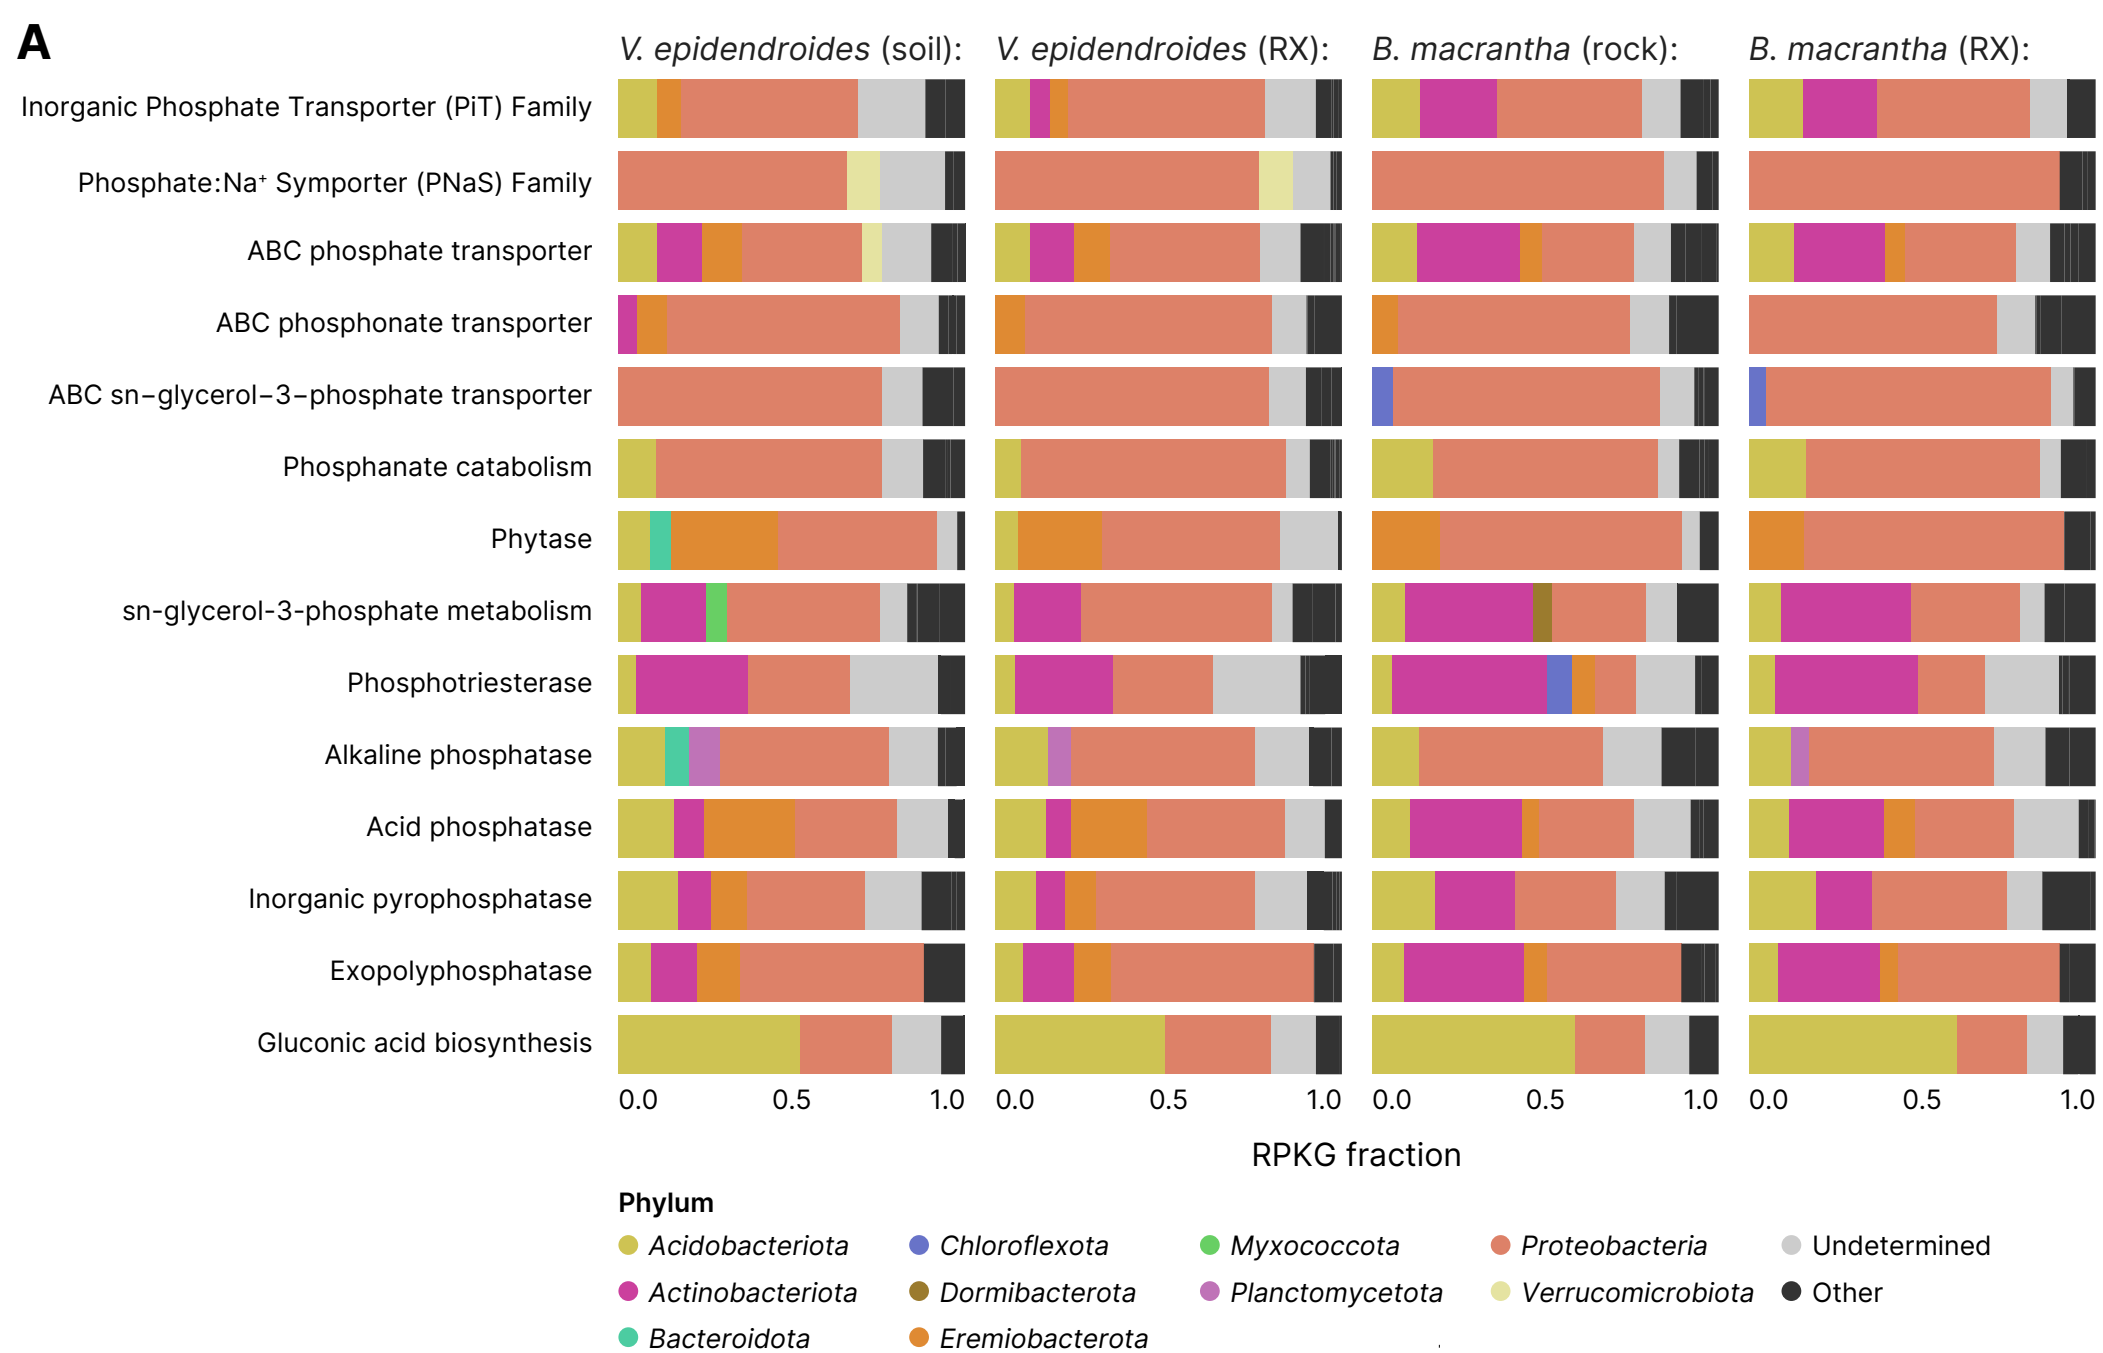 A
V. epidendroides (soil): V. epidendroides (RX): B. macrantha (rock): B. macrantha (RX):
Inorganic Phosphate Transporter (PiT) Family
Phosphate:Na⁺ Symporter (PNaS) Family
ABC phosphate transporter
ABC phosphonate transporter
ABC sn−glycerol−3−phosphate transporter
Phosphanate catabolism
Phytase
sn-glycerol-3-phosphate metabolism
Phosphotriesterase
Alkaline phosphatase
Acid phosphatase
Inorganic pyrophosphatase
Exopolyphosphatase
Gluconic acid biosynthesis
0.0 0.5 1.0 0.0 0.5 1.0 0.0 0.5 1.0 0.0 0.5 1.0
RPKG fraction
Phylum
Acidobacteriota Chloroflexota Myxococcota Proteobacteria Undetermined
Actinobacteriota Dormibacterota Planctomycetota Verrucomicrobiota Other
Bacteroidota Eremiobacterota